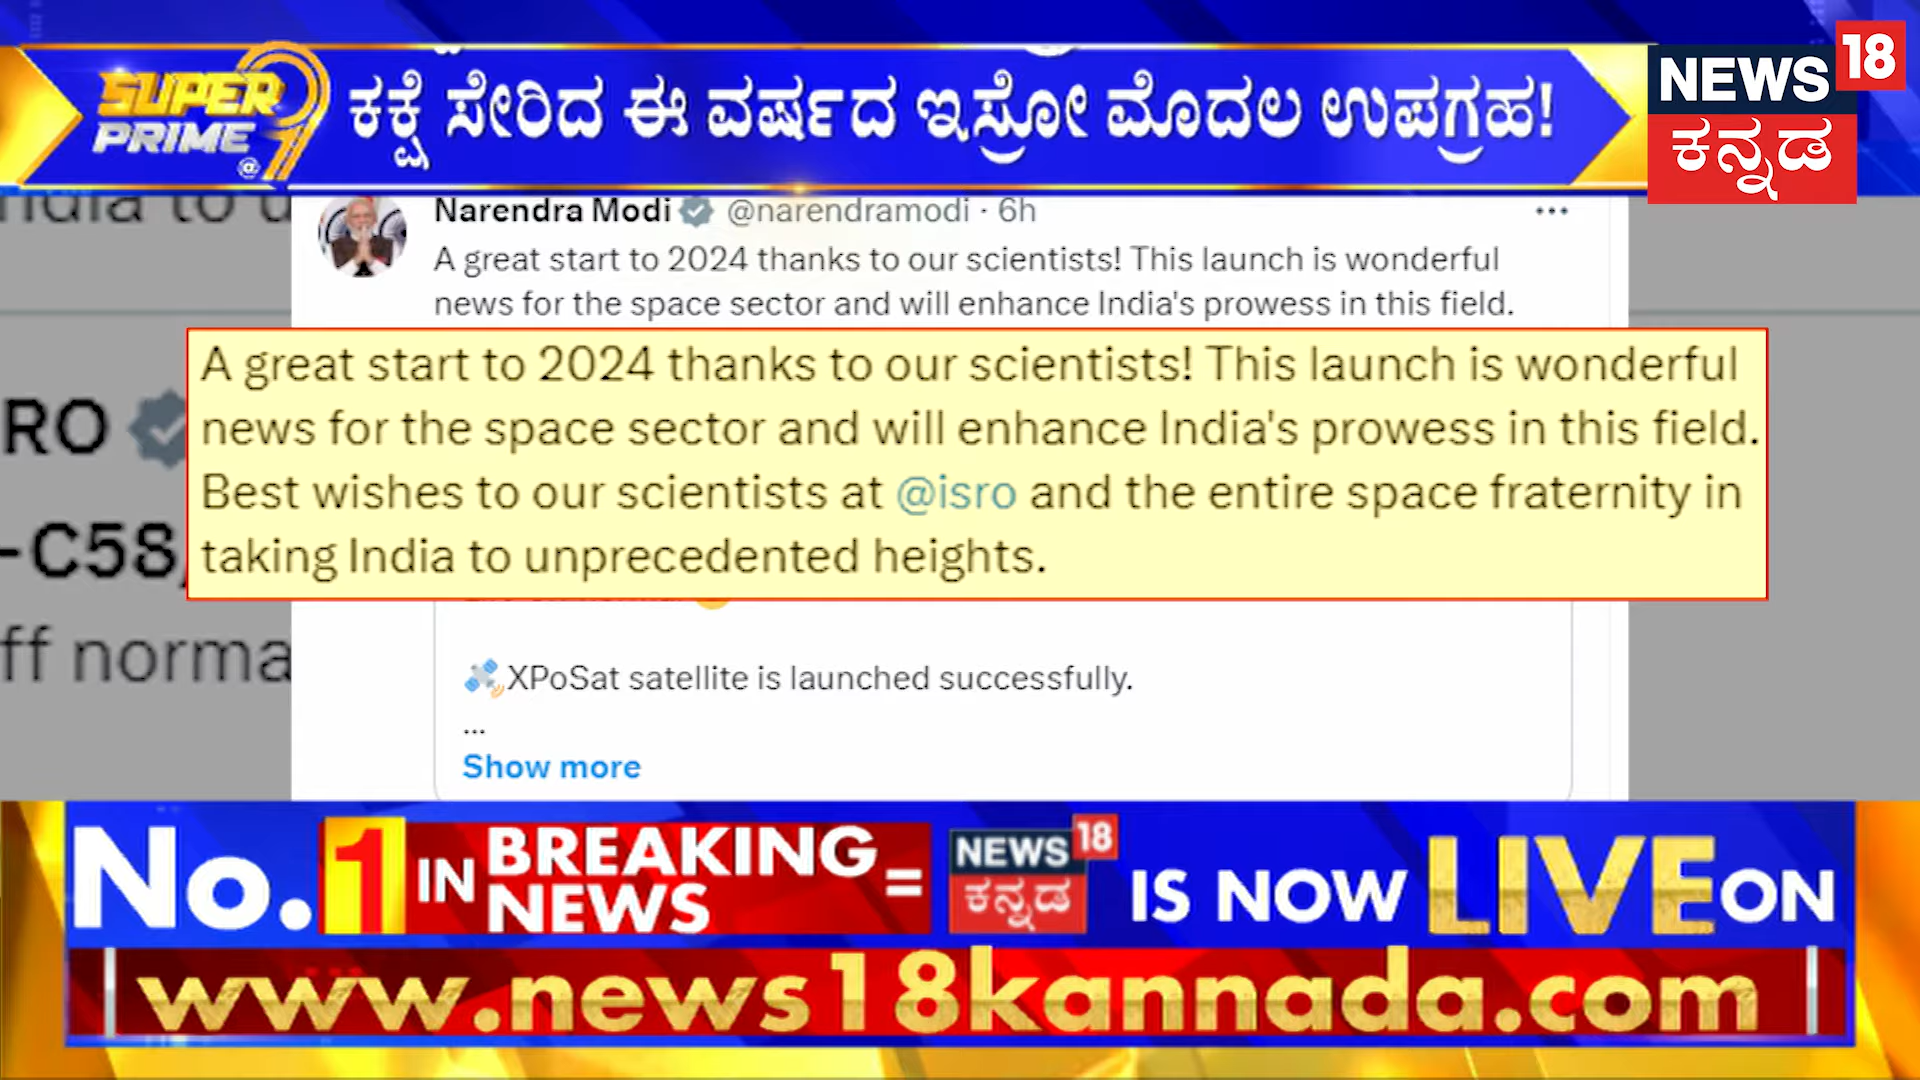 SUPER PRIME @9
ಕಕ್ಷೆ ಸೇರಿದ ಈ ವರ್ಷದ ಇಸ್ರೋ ಮೊದಲ ಉಪಗ್ರಹ!
NEWS 18
ಕನ್ನಡ
Narendra Modi @narendramodi · 6h
A great start to 2024 thanks to our scientists! This launch is wonderful
news for the space sector and will enhance India's prowess in this field.
A great start to 2024 thanks to our scientists! This launch is wonderful
news for the space sector and will enhance India's prowess in this field.
Best wishes to our scientists at @isro and the entire space fraternity in
taking India to unprecedented heights.
RO
-C58
ff norma
XPoSat satellite is launched successfully.
...
Show more
No.1 IN BREAKING NEWS = NEWS 18 ಕನ್ನಡ IS NOW LIVE ON
www.news18kannada.com